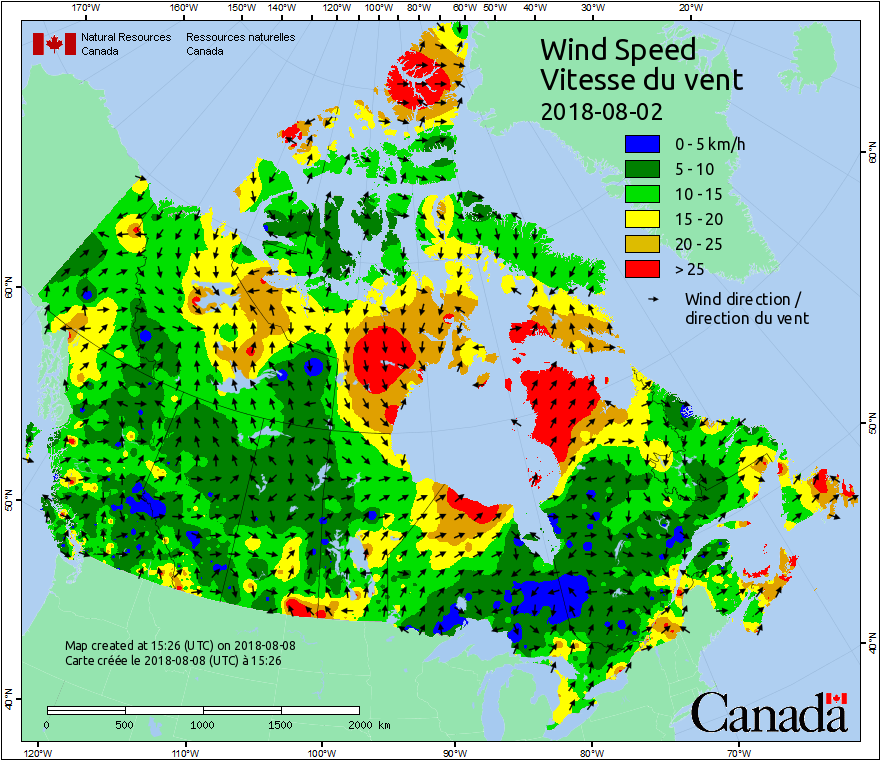 170°W 160°W 150°W 140°W 130°W 120°W 110°W 100°W 90°W 80°W 70°W 60°W 50°W 40°W 30°W 20°W
Natural Resources Ressources naturelles
Canada Canada
Wind Speed
Vitesse du vent
2018-08-02
0 - 5 km/h
5 - 10
10 - 15
15 - 20
20 - 25
> 25
Wind direction /
direction du vent
60°N
50°N
40°N
60°N
50°N
40°N
Map created at 15:26 (UTC) on 2018-08-08
Carte créée le 2018-08-08 (UTC) à 15:26
0 500 1000 1500 2000 km
Canada
120°W 110°W 100°W 90°W 80°W 70°W